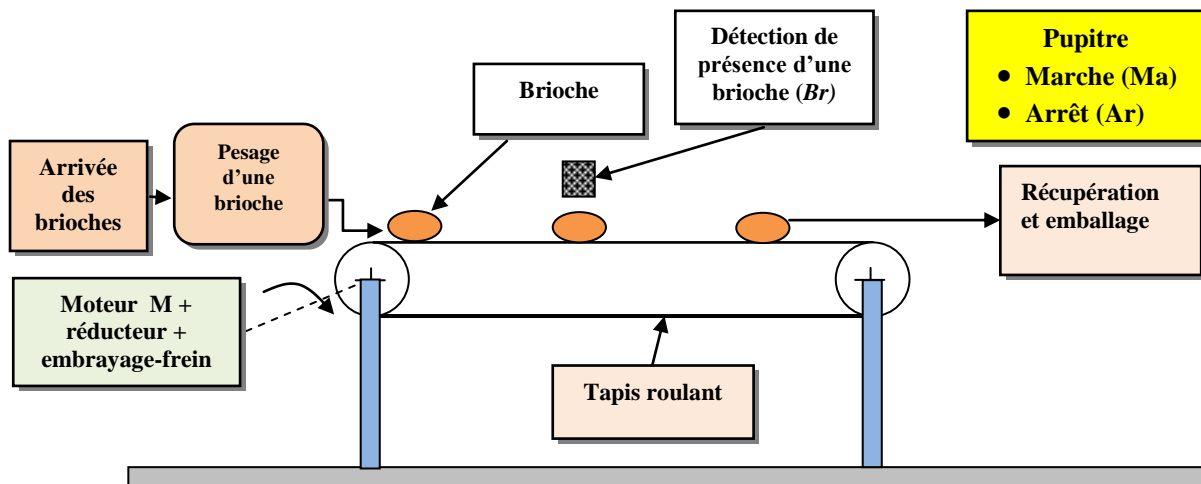 Détection de
présence d’une
brioche (Br)
Pupitre
• Marche (Ma)
• Arrêt (Ar)
Brioche
Arrivée
des
brioches
Pesage
d’une
brioche
Récupération
et emballage
Moteur M +
réducteur +
embrayage-frein
Tapis roulant